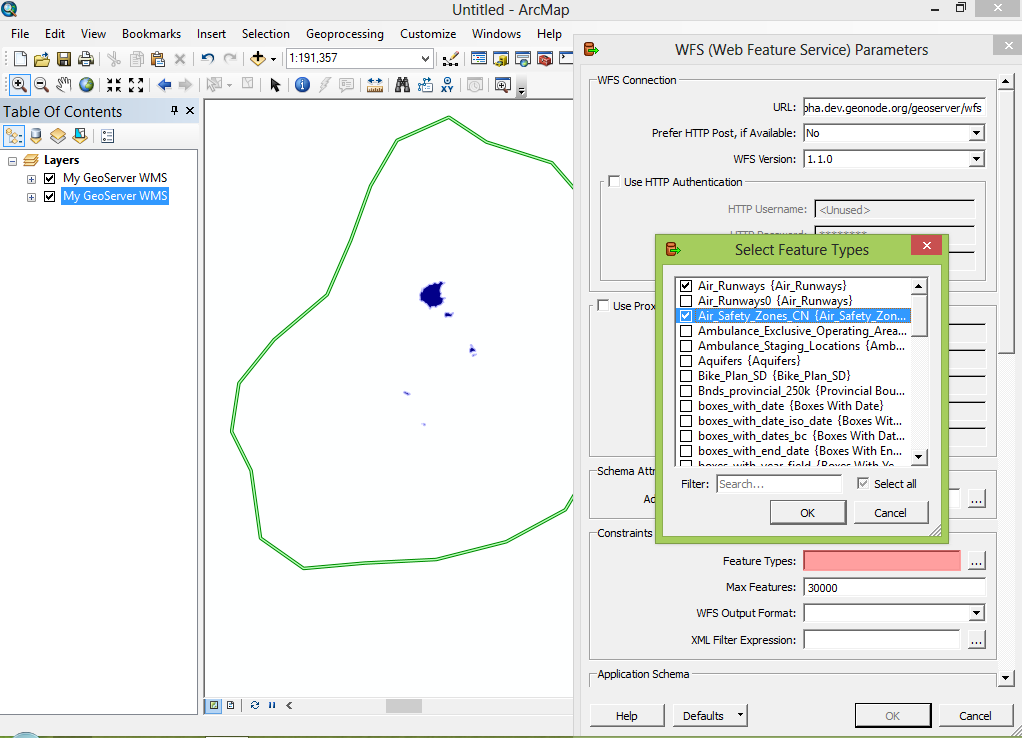 Untitled - ArcMap
File Edit View Bookmarks Insert Selection Geoprocessing Customize Windows Help
1:191,357
Table Of Contents
Layers
My GeoServer WMS
My GeoServer WMS
WFS (Web Feature Service) Parameters
WFS Connection
URL: pha.dev.geonode.org/geoserver/wfs
Prefer HTTP Post, if Available: No
WFS Version: 1.1.0
Use HTTP Authentication
HTTP Username: <Unused>
HTTP Password: ********
Use Prox
Select Feature Types
Air_Runways {Air_Runways}
Air_Runways0 {Air_Runways}
Air_Safety_Zones_CN {Air_Safety_Zon...
Ambulance_Exclusive_Operating_Area...
Ambulance_Staging_Locations {Amb...
Aquifers {Aquifers}
Bike_Plan_SD {Bike_Plan_SD}
Bnds_provincial_250k {Provincial Bou...
boxes_with_date {Boxes With Date}
boxes_with_date_iso_date {Boxes Wit...
boxes_with_dates_bc {Boxes With Dat...
boxes_with_end_date {Boxes With En...
boxes_with_year_field {Boxes With Ye...
Filter: Search... Select all
OK Cancel
Schema Attr
Ad
...
Constraints
Feature Types: ...
Max Features: 30000
WFS Output Format:
XML Filter Expression: ...
Application Schema
Help Defaults OK Cancel